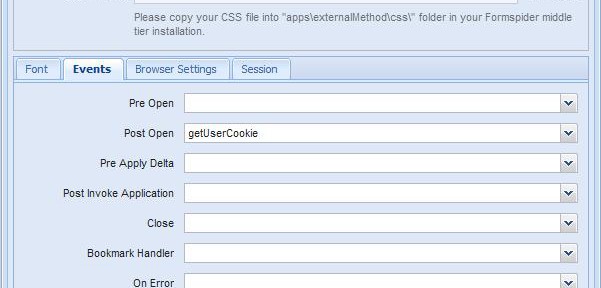 Please copy your CSS file into "apps\externalMethod\css\" folder in your Formspider middle
tier installation.
Font Events Browser Settings Session
Pre Open
Post Open getUserCookie
Pre Apply Delta
Post Invoke Application
Close
Bookmark Handler
On Error